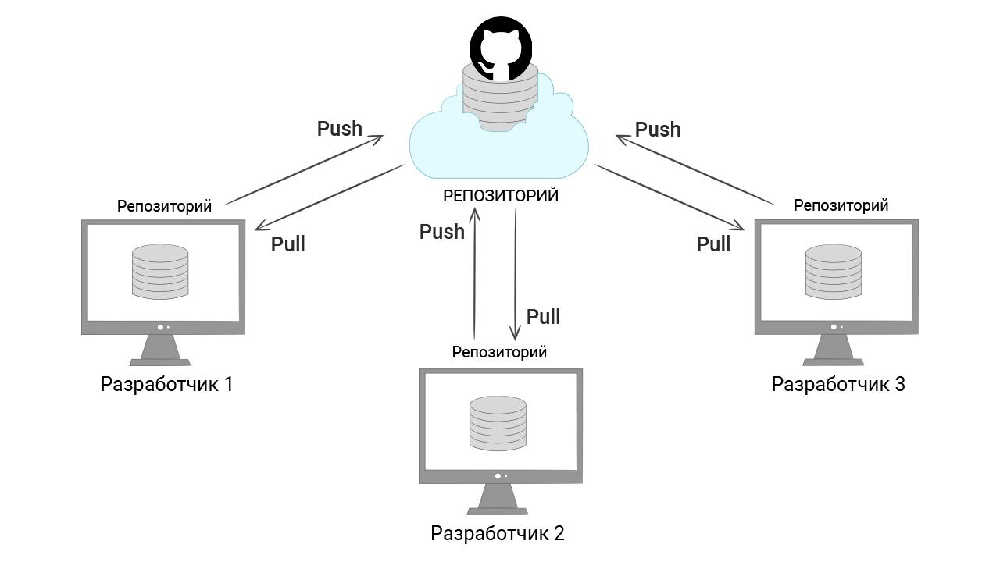 Push
Push
РЕПОЗИТОРИЙ
Репозиторий
Репозиторий
Push
Pull
Pull
Pull
Репозиторий
Разработчик 1
Разработчик 3
Разработчик 2